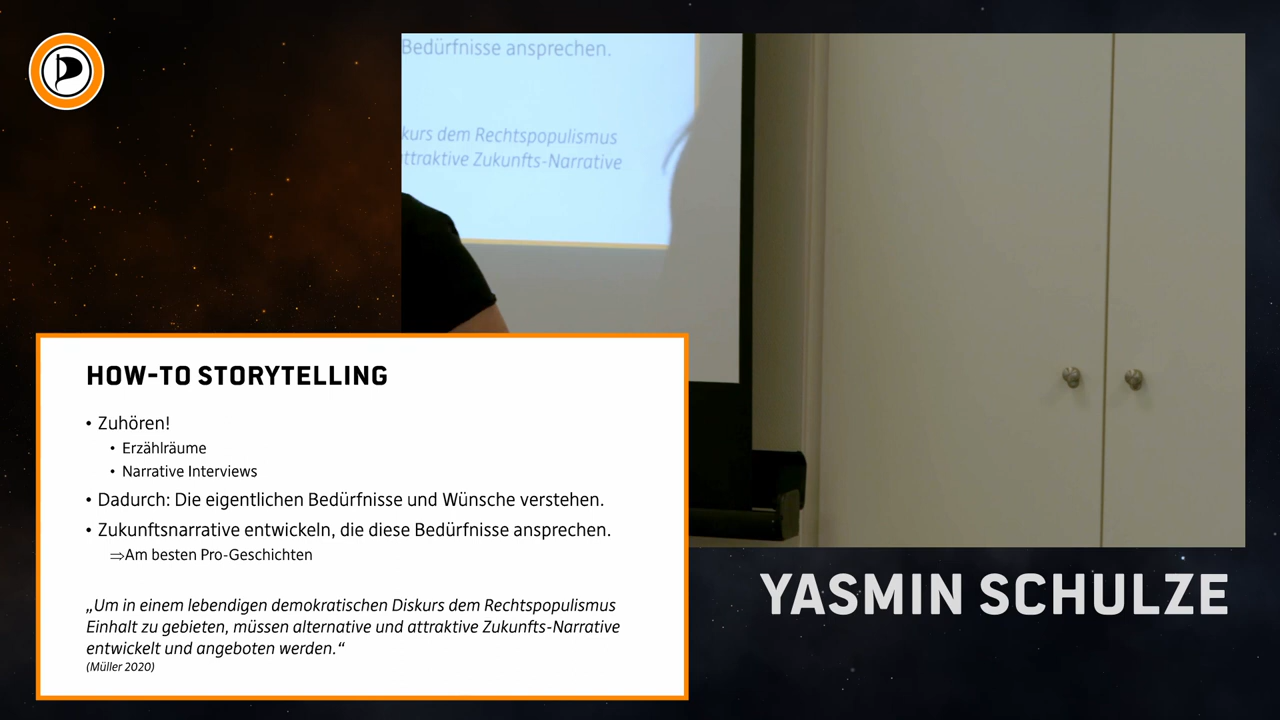 Bedürfnisse ansprechen.
kurs dem Rechtspopulismus
ttraktive Zukunfts-Narrative
HOW-TO STORYTELLING
• Zuhören!
• Erzählräume
• Narrative Interviews
• Dadurch: Die eigentlichen Bedürfnisse und Wünsche verstehen.
• Zukunftsnarrative entwickeln, die diese Bedürfnisse ansprechen.
⇒Am besten Pro-Geschichten
„Um in einem lebendigen demokratischen Diskurs dem Rechtspopulismus
Einhalt zu gebieten, müssen alternative und attraktive Zukunfts-Narrative
entwickelt und angeboten werden.“
(Müller 2020)
YASMIN SCHULZE